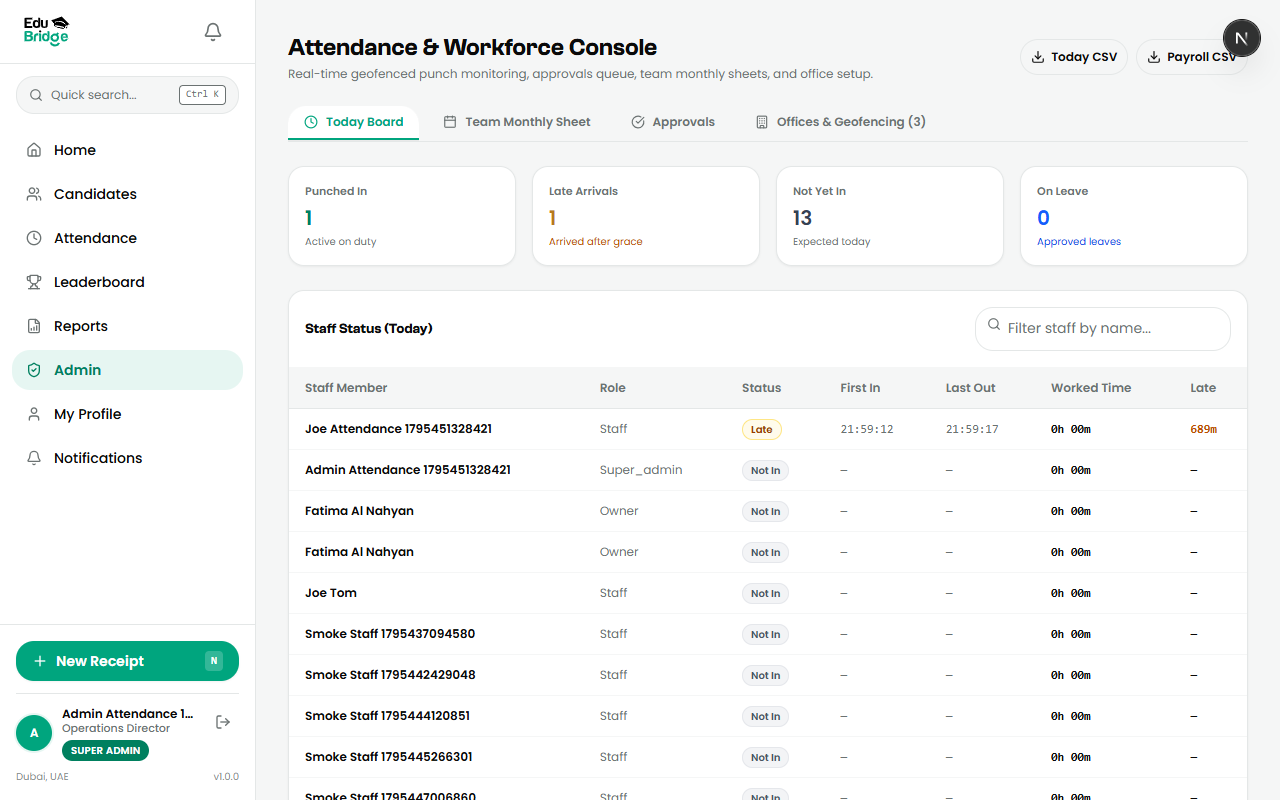 Edu
Bridge
Quick search...
Ctrl K
Home
Candidates
Attendance
Leaderboard
Reports
Admin
My Profile
Notifications
New Receipt
N
Admin Attendance 1...
Operations Director
A
SUPER ADMIN
Dubai, UAE
v1.0.0
Attendance & Workforce Console
Real-time geofenced punch monitoring, approvals queue, team monthly sheets, and office setup.
Today CSV
Payroll CSV
N
Today Board
Team Monthly Sheet
Approvals
Offices & Geofencing (3)
Punched In
1
Active on duty
Late Arrivals
1
Arrived after grace
Not Yet In
13
Expected today
On Leave
0
Approved leaves
Staff Status (Today)
Filter staff by name...
Staff Member Role Status First In Last Out Worked Time Late
Joe Attendance 1795451328421 Staff Late 21:59:12 21:59:17 0h 00m 689m
Admin Attendance 1795451328421 Super_admin Not In — — 0h 00m —
Fatima Al Nahyan Owner Not In — — 0h 00m —
Fatima Al Nahyan Owner Not In — — 0h 00m —
Joe Tom Staff Not In — — 0h 00m —
Smoke Staff 1795437094580 Staff Not In — — 0h 00m —
Smoke Staff 1795442429048 Staff Not In — — 0h 00m —
Smoke Staff 1795444120851 Staff Not In — — 0h 00m —
Smoke Staff 1795445266301 Staff Not In — — 0h 00m —
Smoke Staff 1795447006860 Staff Not In — — 0h 00m —